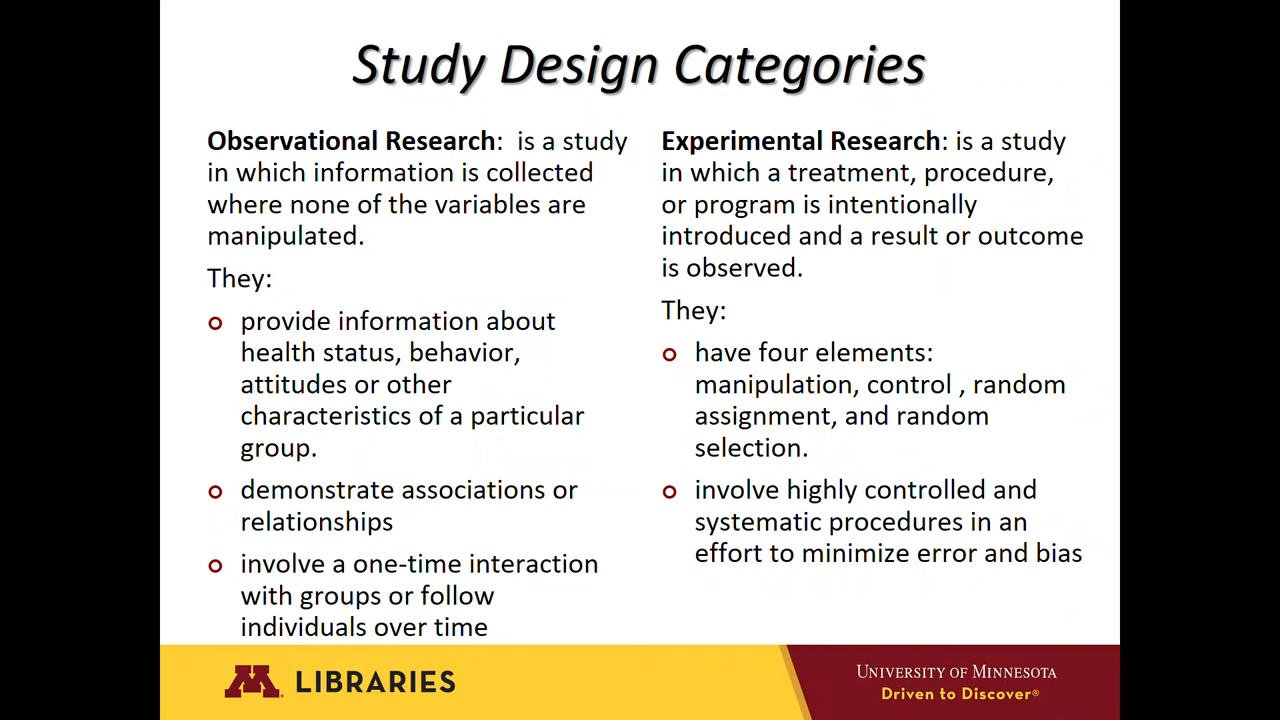 Study Design Categories
Observational Research:  is a study
in which information is collected
where none of the variables are
manipulated.
They:
provide information about
health status, behavior,
attitudes or other
characteristics of a particular
group.
demonstrate associations or
relationships
involve a one-time interaction
with groups or follow
individuals over time
Experimental Research: is a study
in which a treatment, procedure,
or program is intentionally
introduced and a result or outcome
is observed.
They:
have four elements:
manipulation, control , random
assignment, and random
selection.
involve highly controlled and
systematic procedures in an
effort to minimize error and bias
M LIBRARIES
UNIVERSITY OF MINNESOTA
Driven to Discover®